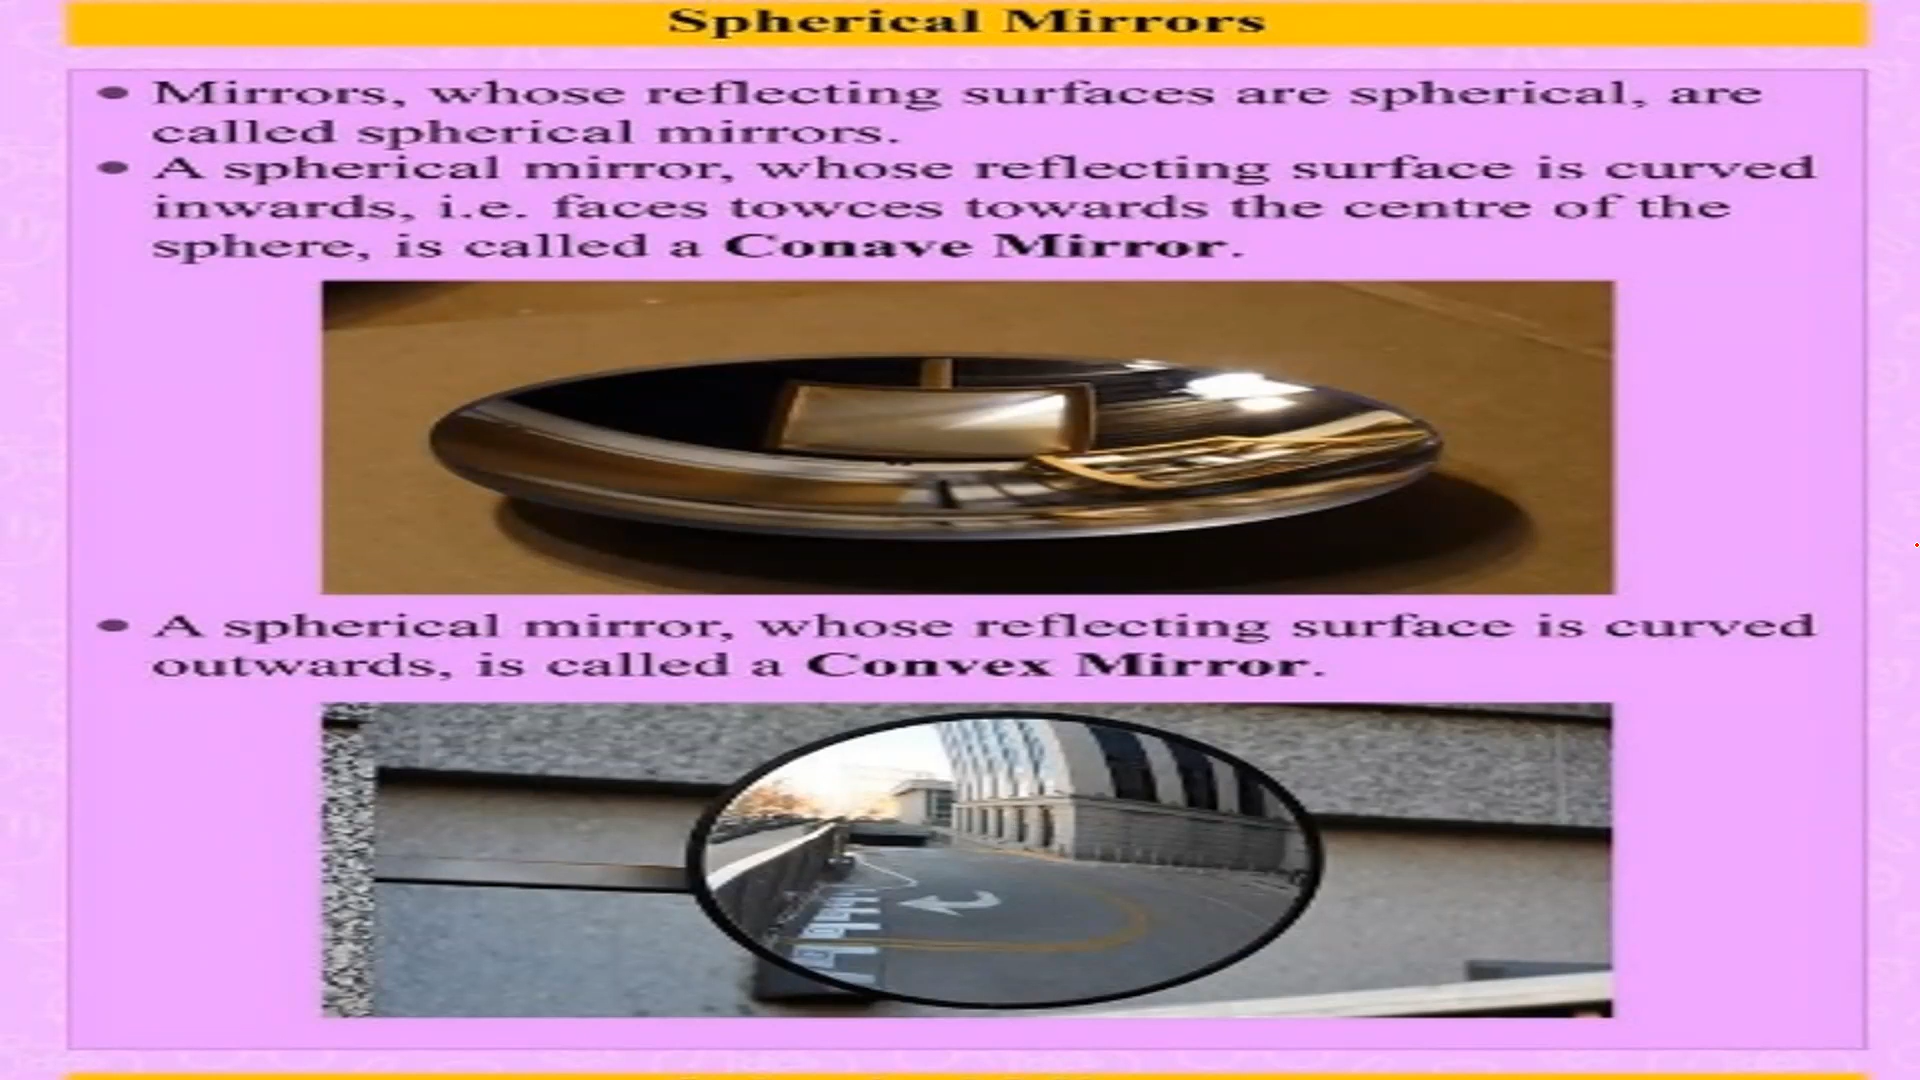 Spherical Mirrors
• Mirrors, whose reflecting surfaces are spherical, are
called spherical mirrors.
• A spherical mirror, whose reflecting surface is curved
inwards, i.e. faces towces towards the centre of the
sphere, is called a Conave Mirror.
• A spherical mirror, whose reflecting surface is curved
outwards, is called a Convex Mirror.